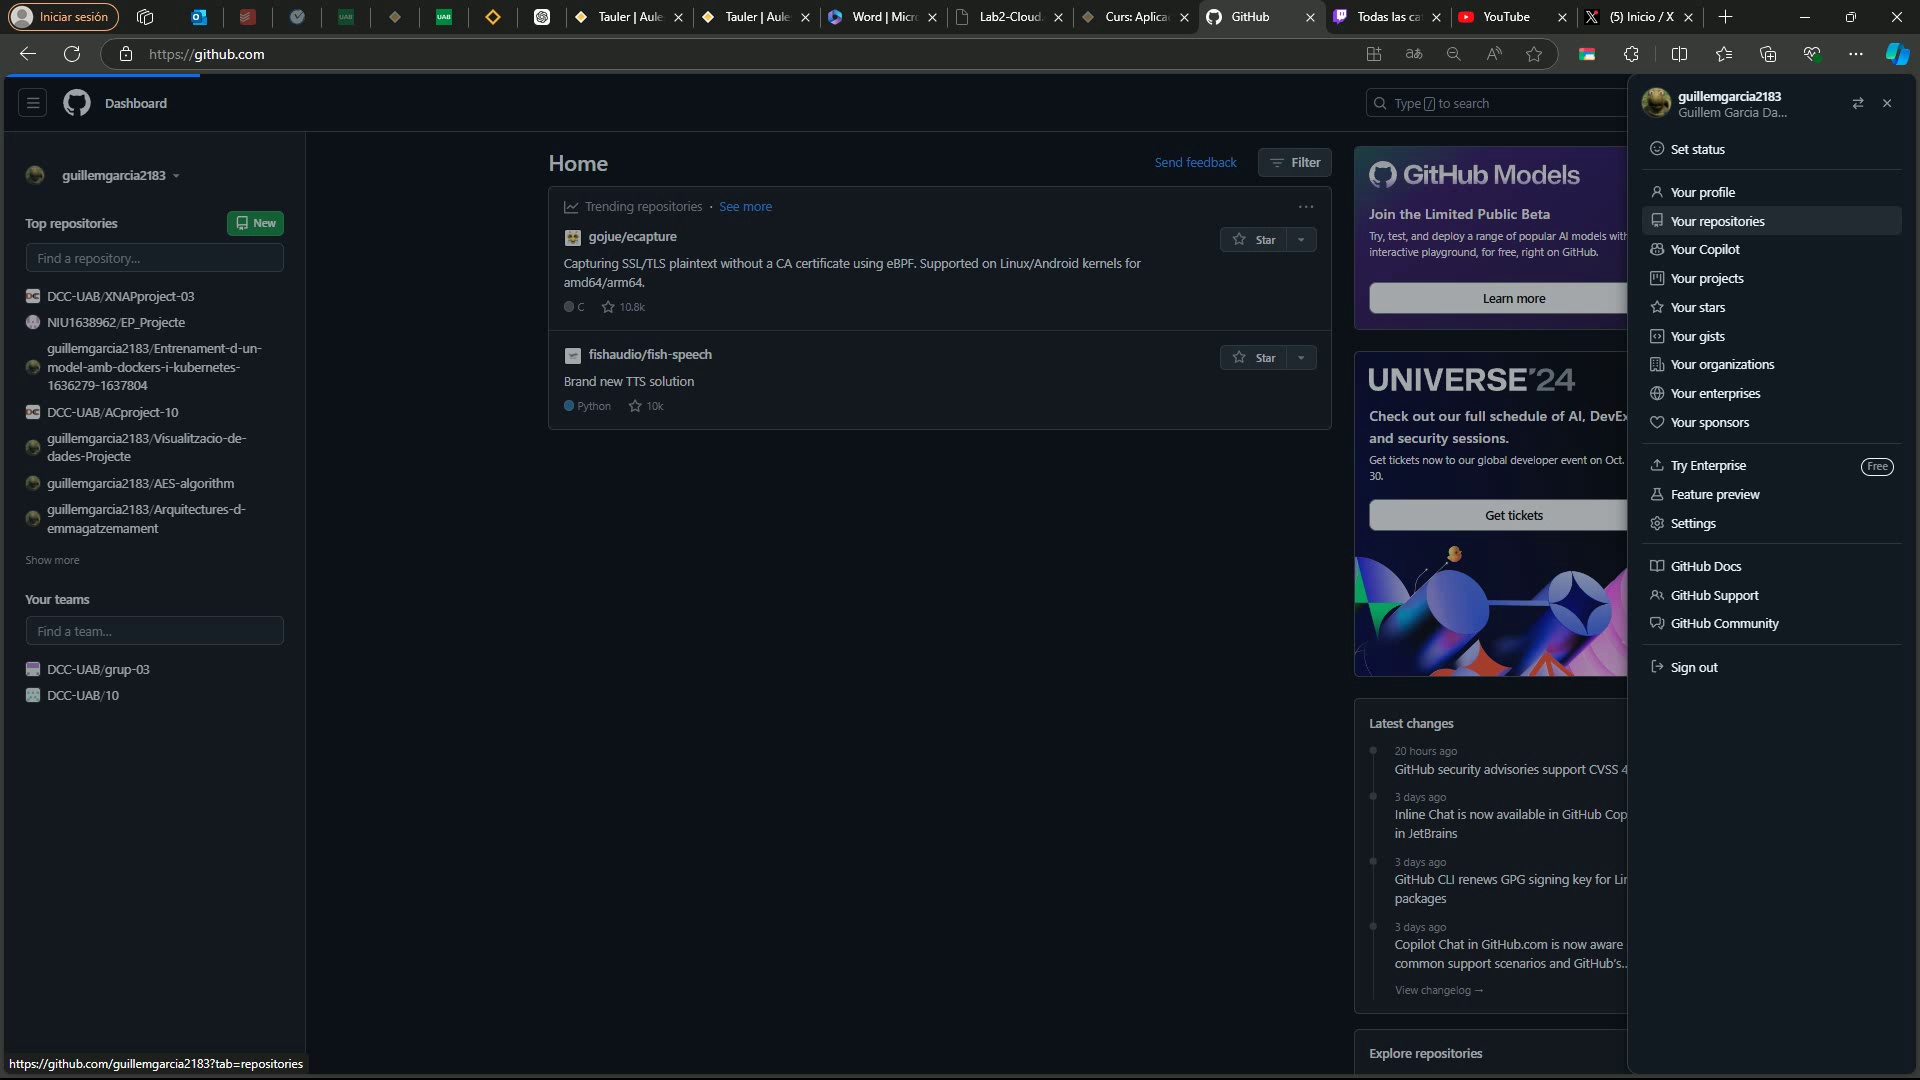 Iniciar sesión
Tauler | Aule
Tauler | Aule
Word | Micr
Lab2-Cloud.
Curs: Aplica
GitHub
Todas las ca
YouTube
(5) Inicio / X
https://github.com
Dashboard
Type / to search
guillemgarcia2183
Guillem Garcia Da...
Set status
Your profile
Your repositories
Your Copilot
Your projects
Your stars
Your gists
Your organizations
Your enterprises
Your sponsors
Try Enterprise
Free
Feature preview
Settings
GitHub Docs
GitHub Support
GitHub Community
Sign out
guillemgarcia2183
Top repositories
New
Find a repository...
DCC-UAB/XNAPproject-03
NIU1638962/EP_Projecte
guillemgarcia2183/Entrenament-d-un-
model-amb-dockers-i-kubernetes-
1636279-1637804
DCC-UAB/ACproject-10
guillemgarcia2183/Visualitzacio-de-
dades-Projecte
guillemgarcia2183/AES-algorithm
guillemgarcia2183/Arquitectures-d-
emmagatzemament
Show more
Your teams
Find a team...
DCC-UAB/grup-03
DCC-UAB/10
Home
Send feedback
Filter
Trending repositories · See more
gojue/ecapture
Star
Capturing SSL/TLS plaintext without a CA certificate using eBPF. Supported on Linux/Android kernels for
amd64/arm64.
C
10.8k
fishaudio/fish-speech
Star
Brand new TTS solution
Python
10k
GitHub Models
Join the Limited Public Beta
Try, test, and deploy a range of popular AI models with
interactive playground, for free, right on GitHub.
Learn more
UNIVERSE'24
Check out our full schedule of AI, DevEx
and security sessions.
Get tickets now to our global developer event on Oct.
30.
Get tickets
Latest changes
20 hours ago
GitHub security advisories support CVSS 4
3 days ago
Inline Chat is now available in GitHub Cop
in JetBrains
3 days ago
GitHub CLI renews GPG signing key for Lin
packages
3 days ago
Copilot Chat in GitHub.com is now aware
common support scenarios and GitHub's...
View changelog →
Explore repositories
https://github.com/guillemgarcia2183?tab=repositories